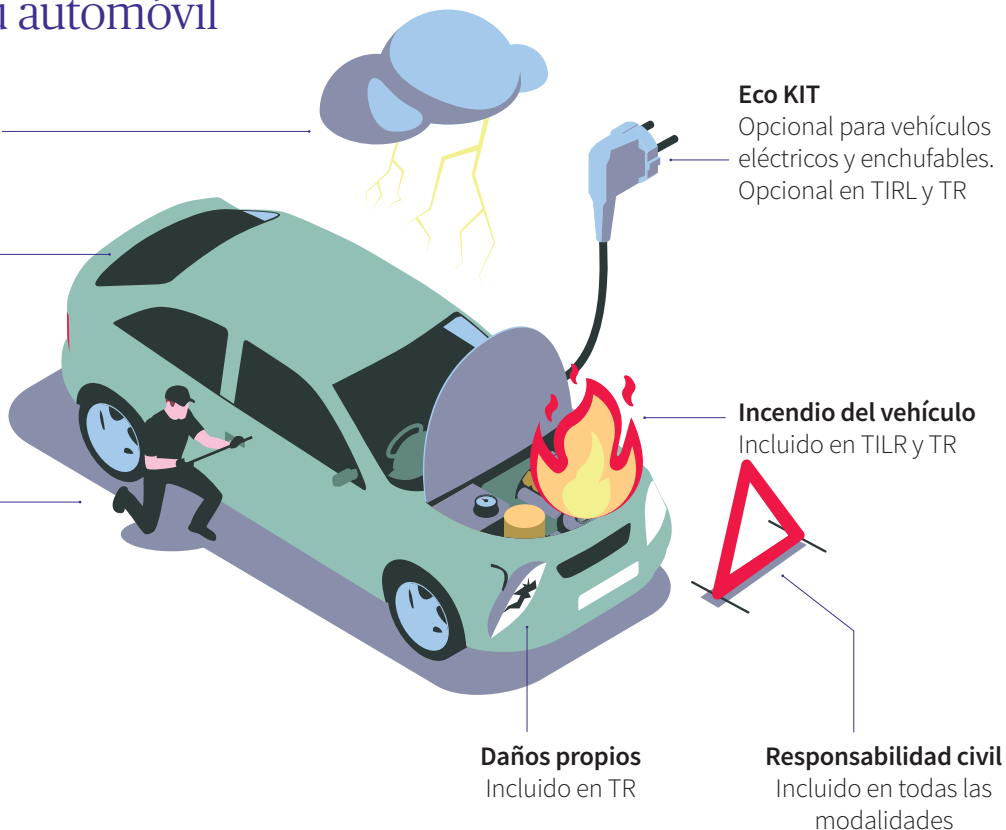 automóvil
Eco KIT
Opcional para vehículos
eléctricos y enchufables.
Opcional en TIRL y TR
Incendio del vehículo
Incluido en TILR y TR
Daños propios
Incluido en TR
Responsabilidad civil
Incluido en todas las
modalidades